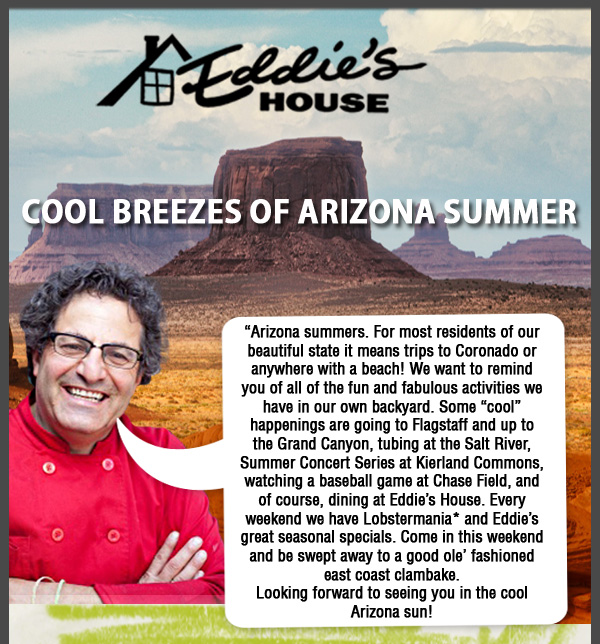 Eddie's
HOUSE
COOL BREEZES OF ARIZONA SUMMER
“Arizona summers. For most residents of our
beautiful state it means trips to Coronado or
anywhere with a beach! We want to remind
you of all of the fun and fabulous activities we
have in our own backyard. Some “cool”
happenings are going to Flagstaff and up to
the Grand Canyon, tubing at the Salt River,
Summer Concert Series at Kierland Commons,
watching a baseball game at Chase Field, and
of course, dining at Eddie’s House. Every
weekend we have Lobstermania* and Eddie’s
great seasonal specials. Come in this weekend
and be swept away to a good ole’ fashioned
east coast clambake.
Looking forward to seeing you in the cool
Arizona sun!